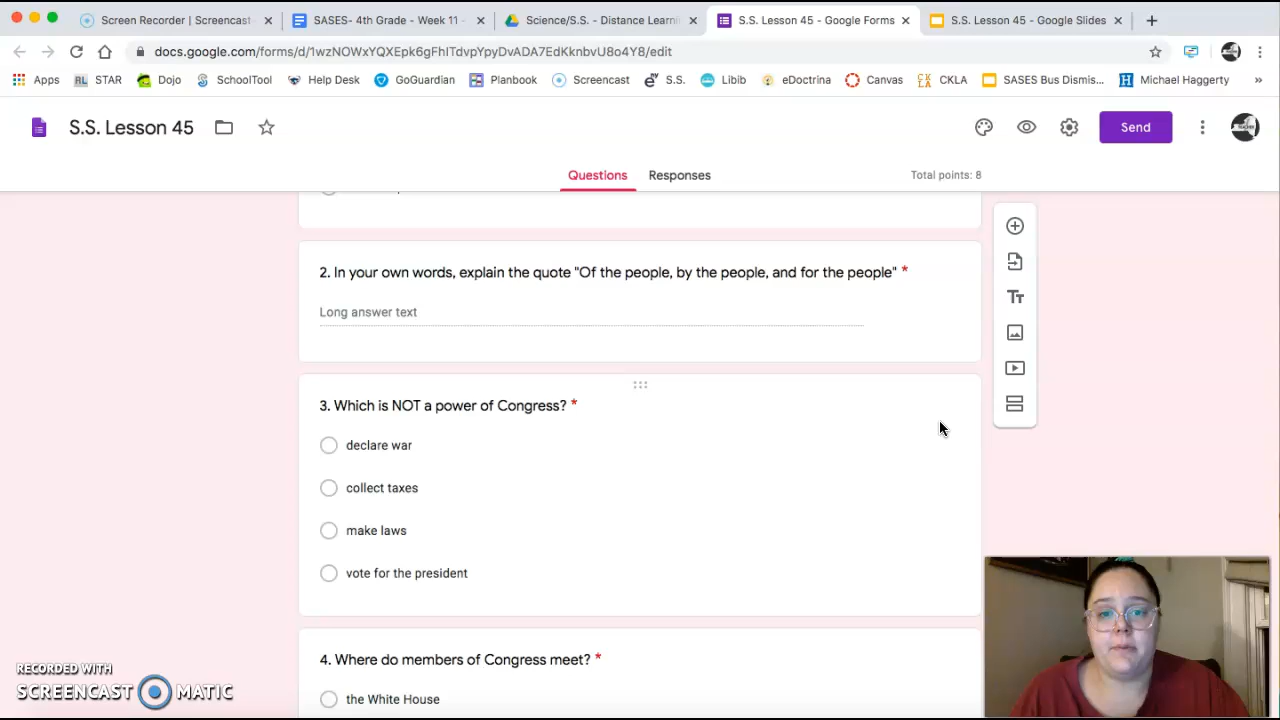 Screen Recorder | Screencast-
SASES- 4th Grade - Week 11 -
Science/S.S. - Distance Learni
S.S. Lesson 45 - Google Forms
S.S. Lesson 45 - Google Slides
docs.google.com/forms/d/1wzNOWxYQXEpk6gFhITdvpYpyDvADA7EdKknbvU8o4Y8/edit
Apps
RL STAR
Dojo
SchoolTool
Help Desk
GoGuardian
Planbook
Screencast
S.S.
Libib
eDoctrina
Canvas
CKLA
SASES Bus Dismis...
Michael Haggerty
S.S. Lesson 45
Send
Questions
Responses
Total points: 8
2. In your own words, explain the quote "Of the people, by the people, and for the people" *
Long answer text
3. Which is NOT a power of Congress? *
declare war
collect taxes
make laws
vote for the president
4. Where do members of Congress meet? *
the White House
RECORDED WITH
SCREENCAST MATIC